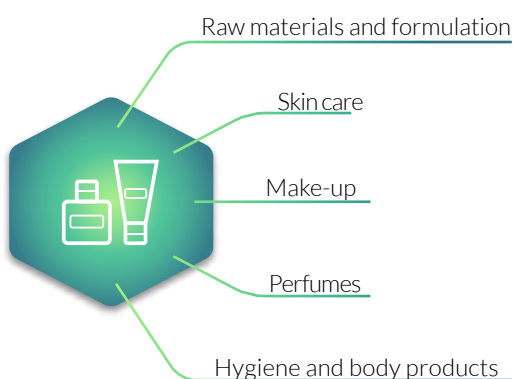 Raw materials and formulation
Skin care
Make-up
Perfumes
Hygiene and body products